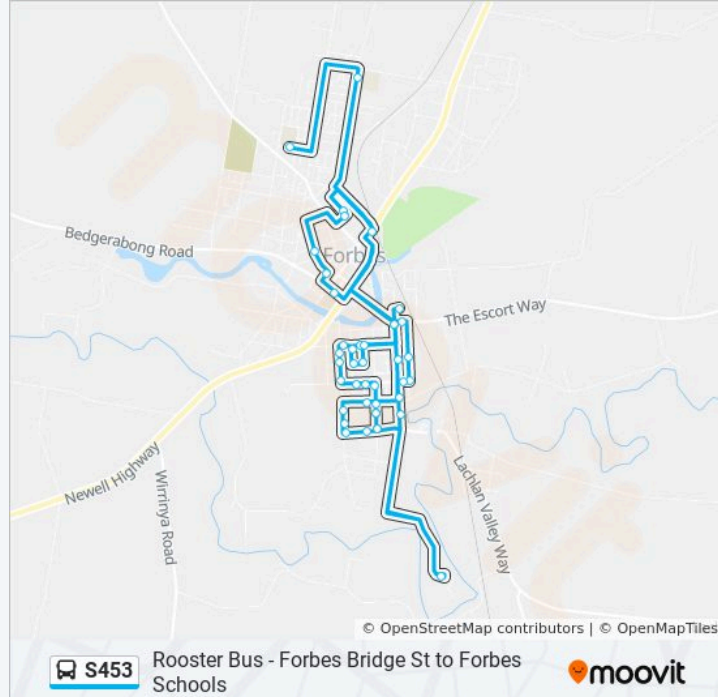 Bedgerabong Road
Forbes
The Escort Way
Newell Highway
Wirrinya Road
Lachlan Valley Way
© OpenStreetMap contributors | © OpenMapTiles
S453
Rooster Bus - Forbes Bridge St to Forbes
Schools
moovit